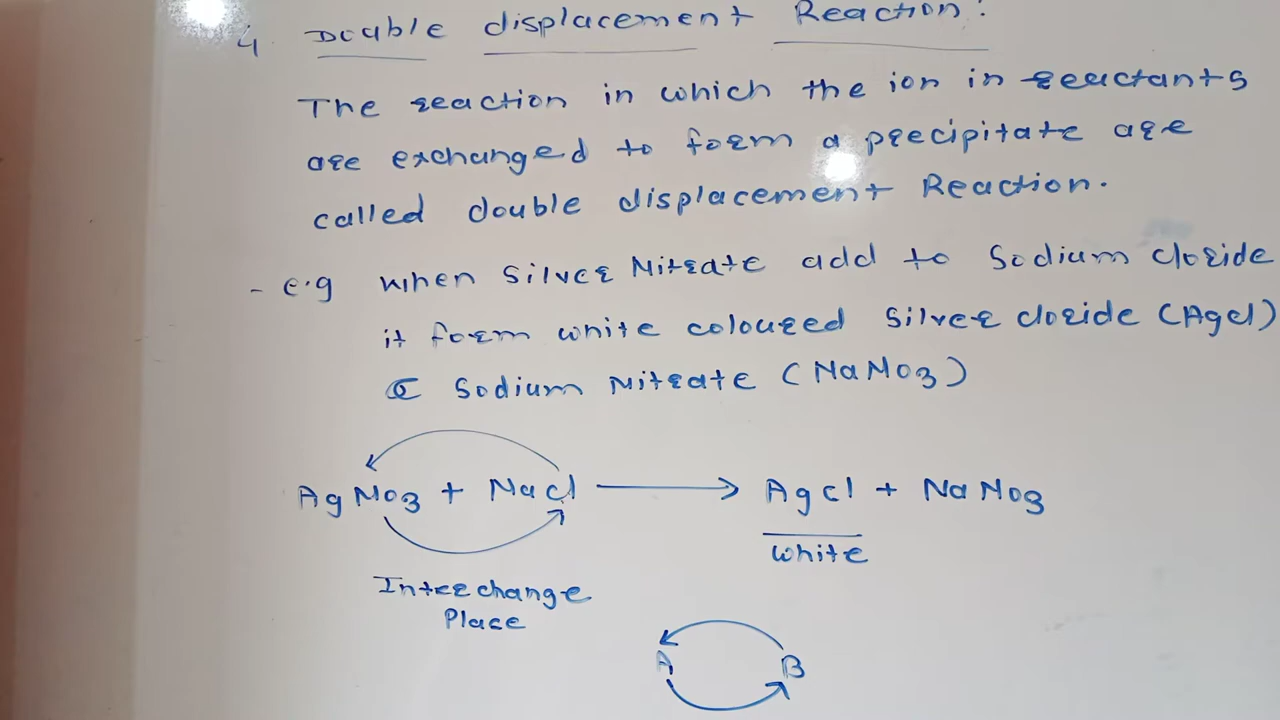 4 Double displacement Reaction:
The reaction in which the ion in reactants
are exchanged to form a precipitate are
called double displacement Reaction.
- e.g when Silver Nitrate add to Sodium cloride
it form white coloured Silver cloride (Agcl)
& Sodium Nitrate (NaNo3)
AgNo3 + Nacl → Agcl + NaNo3
white
Interchange
Place
A B